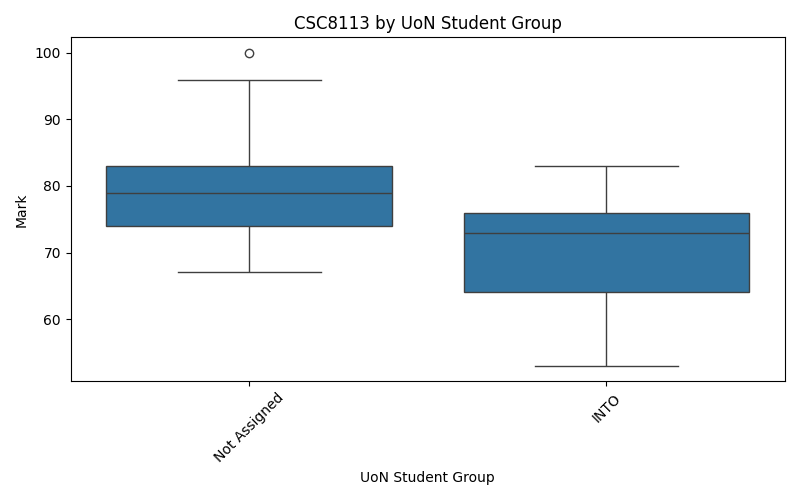 CSC8113 by UoN Student Group
100
90
80
70
60
Mark
Not Assigned
INTO
UoN Student Group